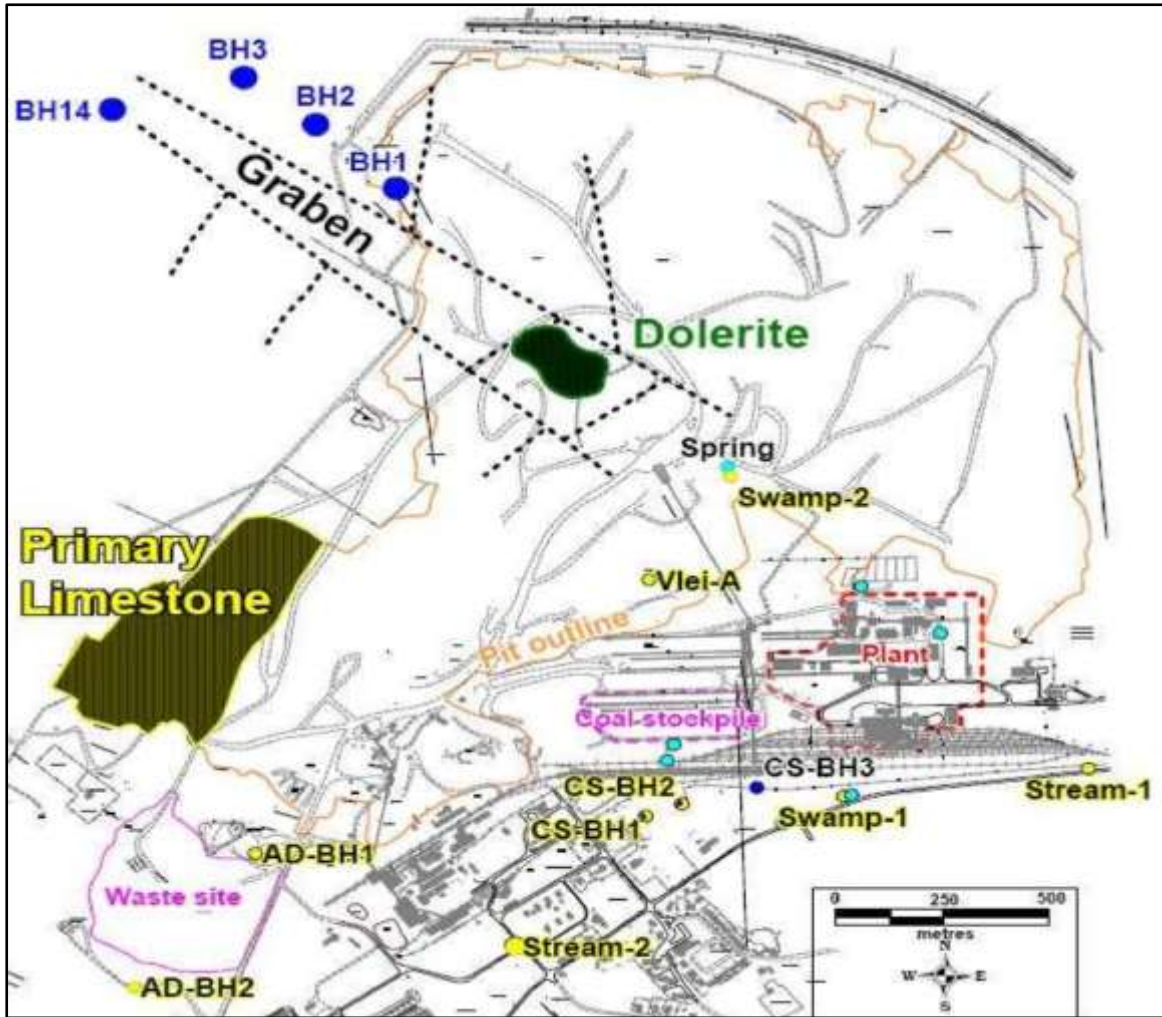 BH3
BH14
BH2
BH1
Graben
Dolerite
Spring
Swamp-2
Primary
Limestone
Vlei-A
Pit outline
Plant
Coal stockpile
CS-BH3
CS-BH2
Stream-1
Swamp-1
CS-BH1
AD-BH1
Waste site
Stream-2
AD-BH2
0 250 500
metres
N
W E
S